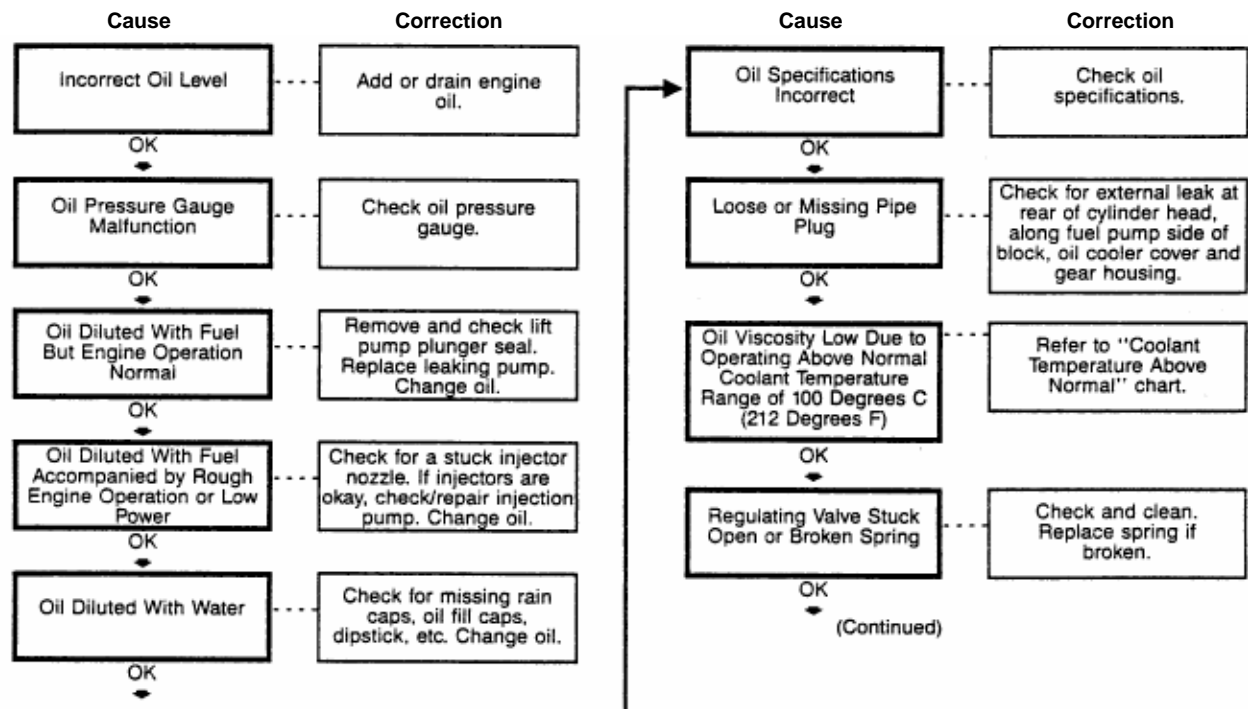 Cause
Correction
Incorrect Oil Level
Add or drain engine
oil.
OK
Oil Pressure Gauge
Malfunction
Check oil pressure
gauge.
OK
Oil Diluted With Fuel
But Engine Operation
Normal
Remove and check lift
pump plunger seal.
Replace leaking pump.
Change oil.
OK
Oil Diluted With Fuel
Accompanied by Rough
Engine Operation or Low
Power
Check for a stuck injector
nozzle. If injectors are
okay, check/repair injection
pump. Change oil.
OK
Oil Diluted With Water
Check for missing rain
caps, oil fill caps,
dipstick, etc. Change oil.
OK
Cause
Correction
Oil Specifications
Incorrect
Check oil
specifications.
OK
Loose or Missing Pipe
Plug
Check for external leak at
rear of cylinder head,
along fuel pump side of
block, oil cooler cover and
gear housing.
OK
Oil Viscosity Low Due to
Operating Above Normal
Coolant Temperature
Range of 100 Degrees C
(212 Degrees F)
Refer to "Coolant
Temperature Above
Normal" chart.
OK
Regulating Valve Stuck
Open or Broken Spring
Check and clean.
Replace spring if
broken.
OK
(Continued)